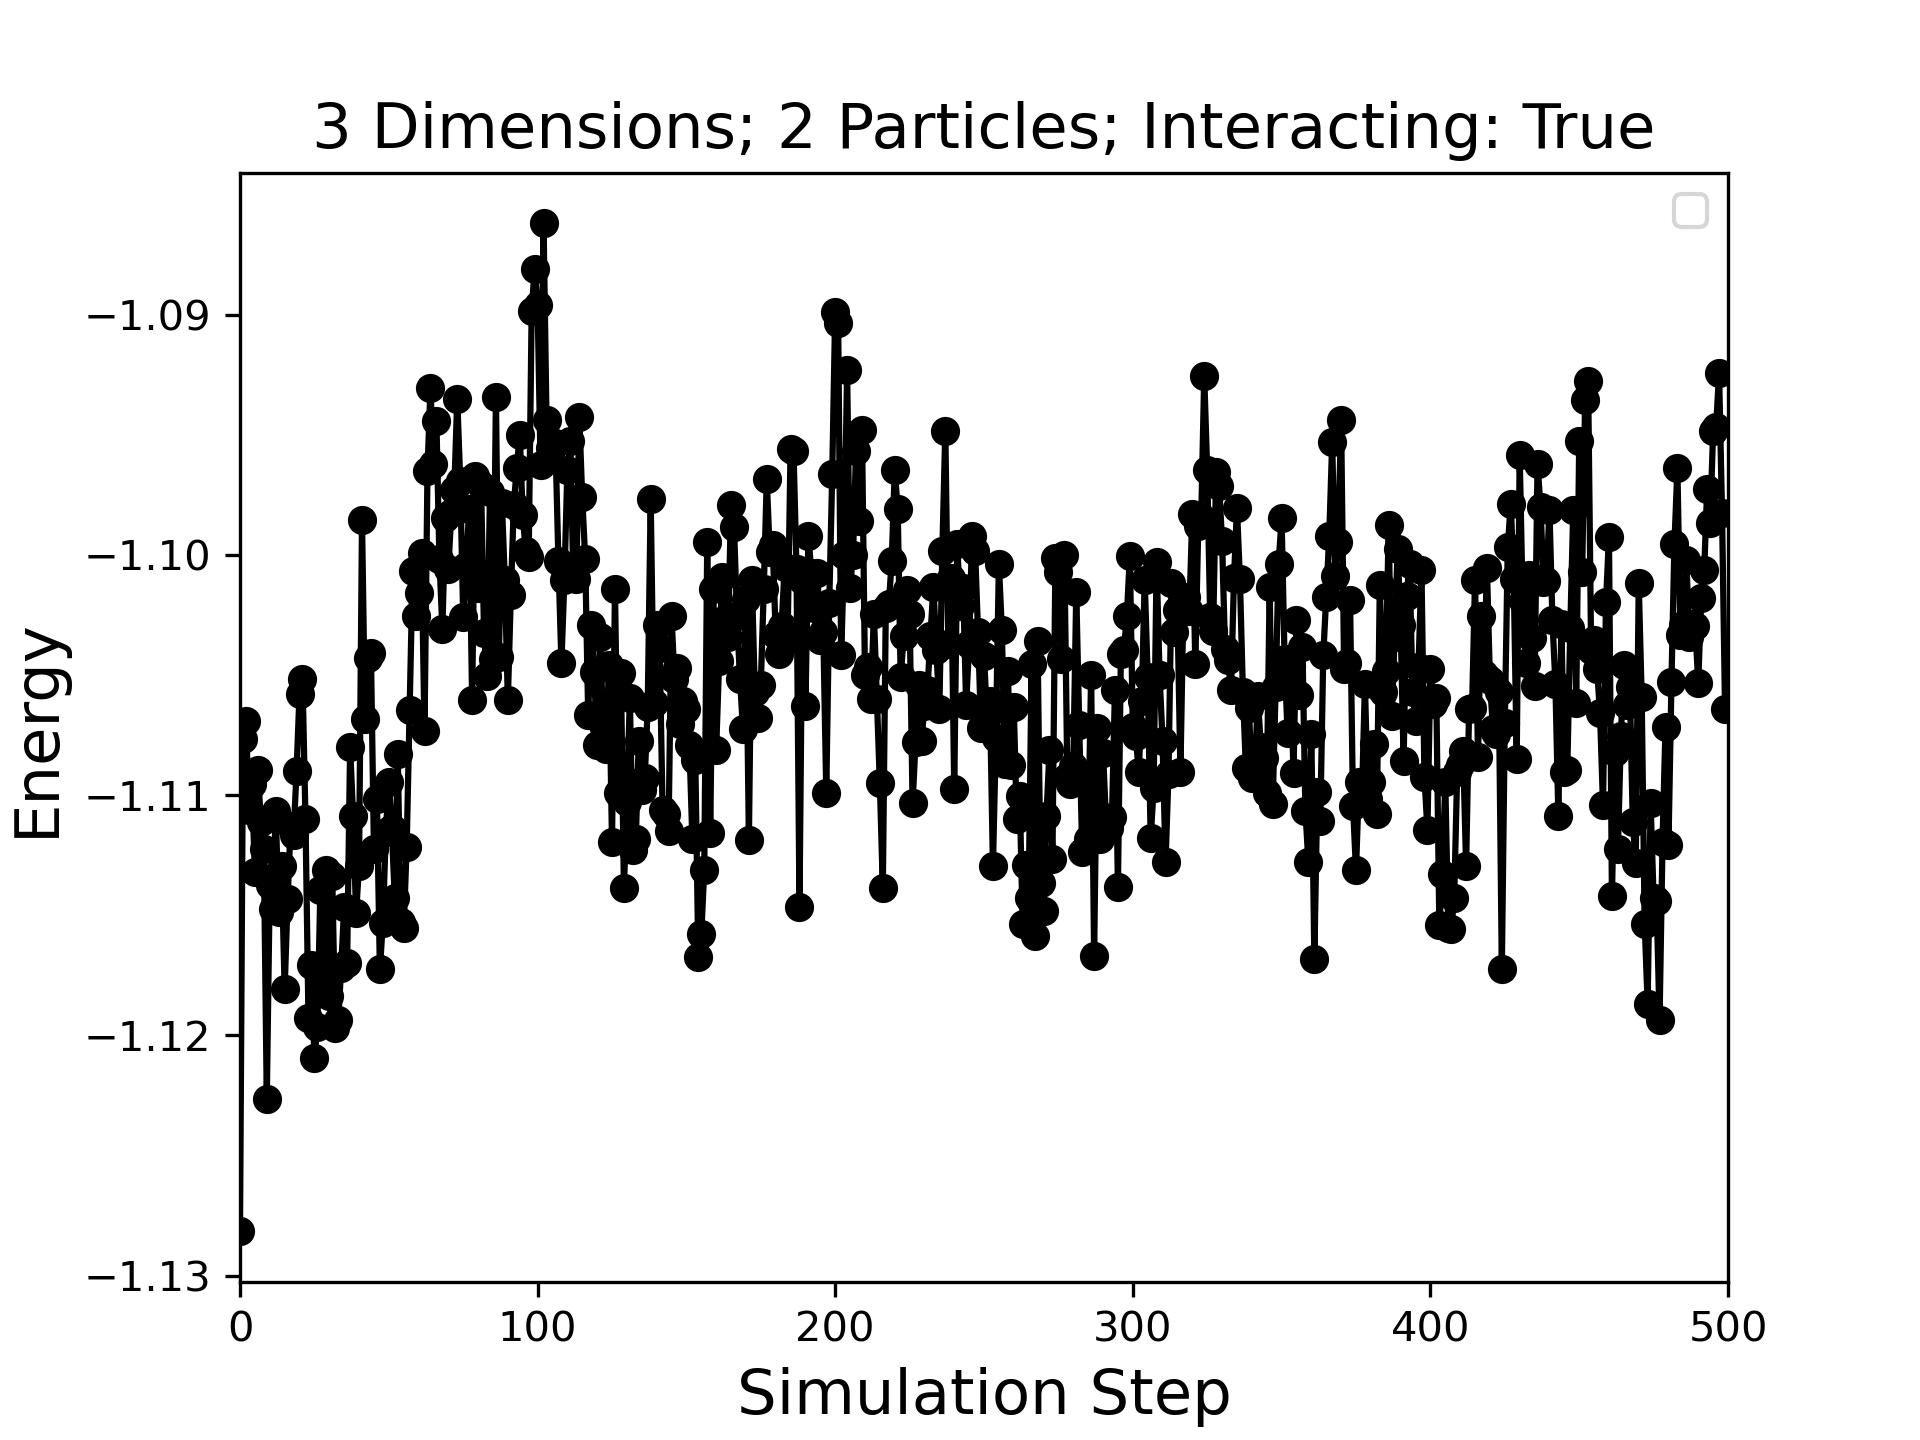 3 Dimensions; 2 Particles; Interacting: True
−1.09
−1.10
−1.11
−1.12
−1.13
Energy
0 100 200 300 400 500
Simulation Step